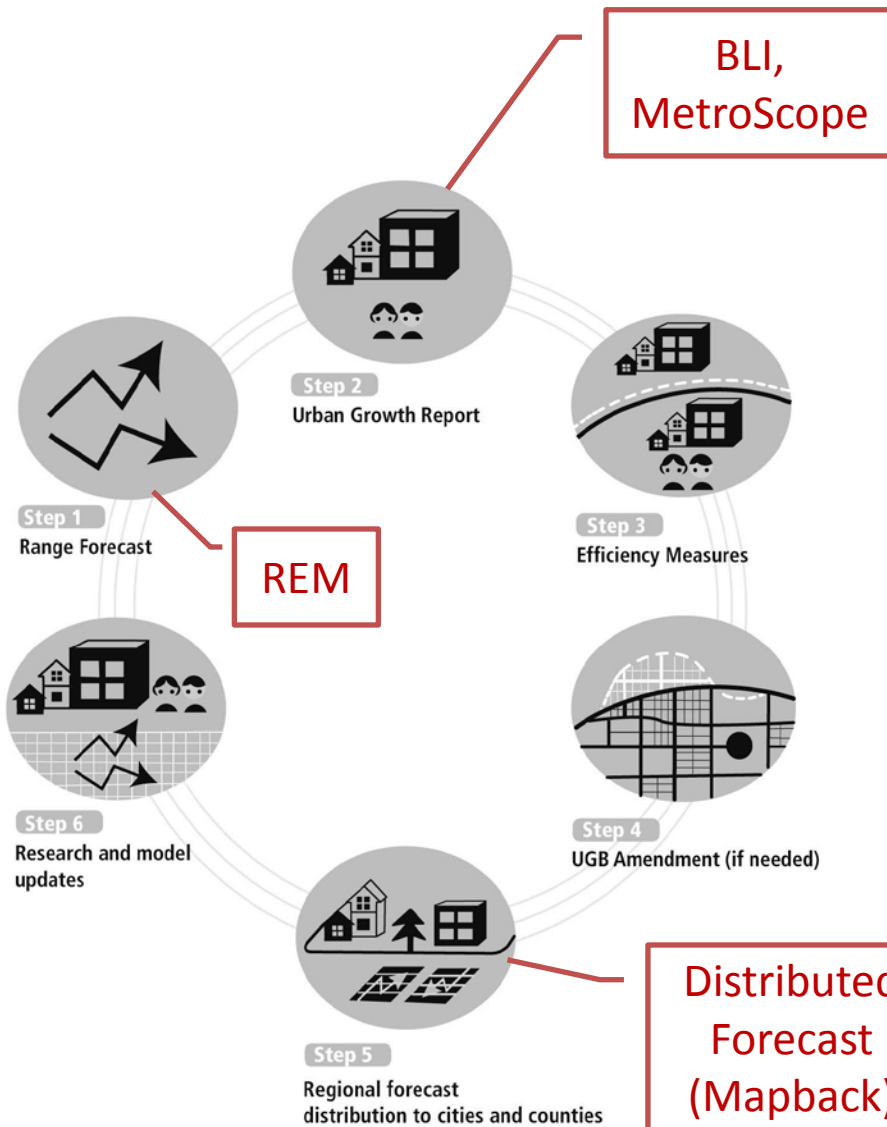 BLI,
MetroScope
Step 2
Urban Growth Report
Step 1
Range Forecast
REM
Step 3
Efficiency Measures
Step 6
Research and model
updates
Step 4
UGB Amendment (if needed)
Distributed
Forecast
(Mapback)
Step 5
Regional forecast
distribution to cities and counties